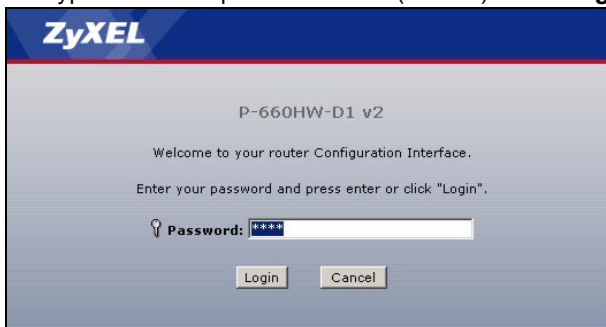 ZyXEL
P-660HW-D1 v2
Welcome to your router Configuration Interface.
Enter your password and press enter or click "Login".
Password: ****
Login Cancel